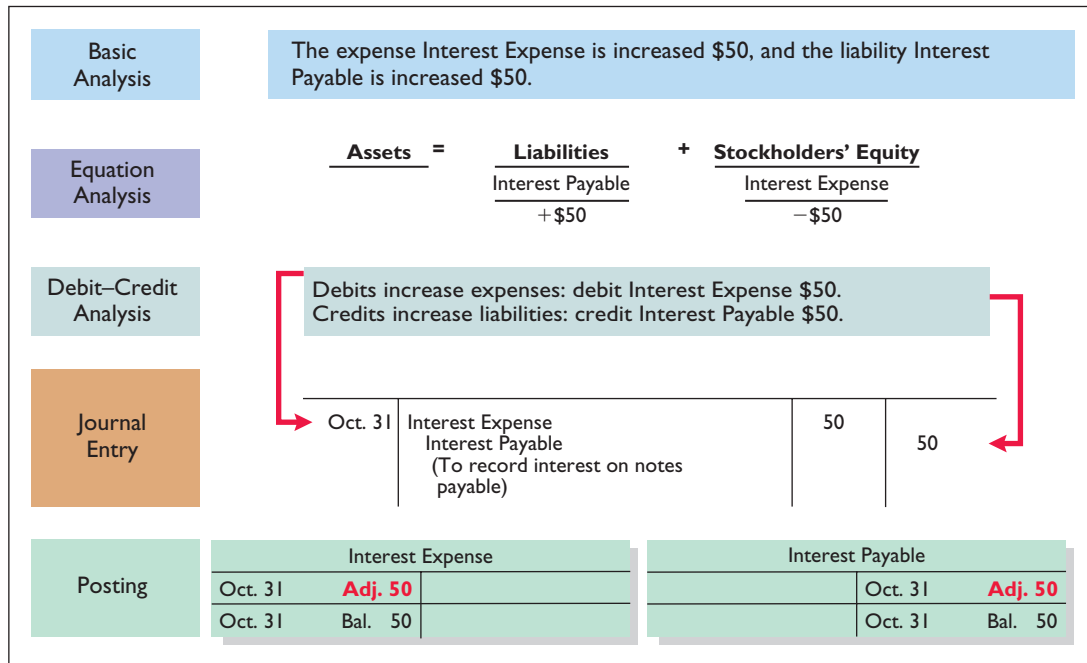 Basic
Analysis
The expense Interest Expense is increased $50, and the liability Interest
Payable is increased $50.
Equation
Analysis
Assets = Liabilities + Stockholders' Equity
Interest Payable Interest Expense
+$50 −$50
Debit–Credit
Analysis
Debits increase expenses: debit Interest Expense $50.
Credits increase liabilities: credit Interest Payable $50.
Journal
Entry
Oct. 31 Interest Expense 50
Interest Payable 50
(To record interest on notes
payable)
Posting
Interest Expense
Oct. 31 Adj. 50
Oct. 31 Bal. 50
Interest Payable
Oct. 31 Adj. 50
Oct. 31 Bal. 50